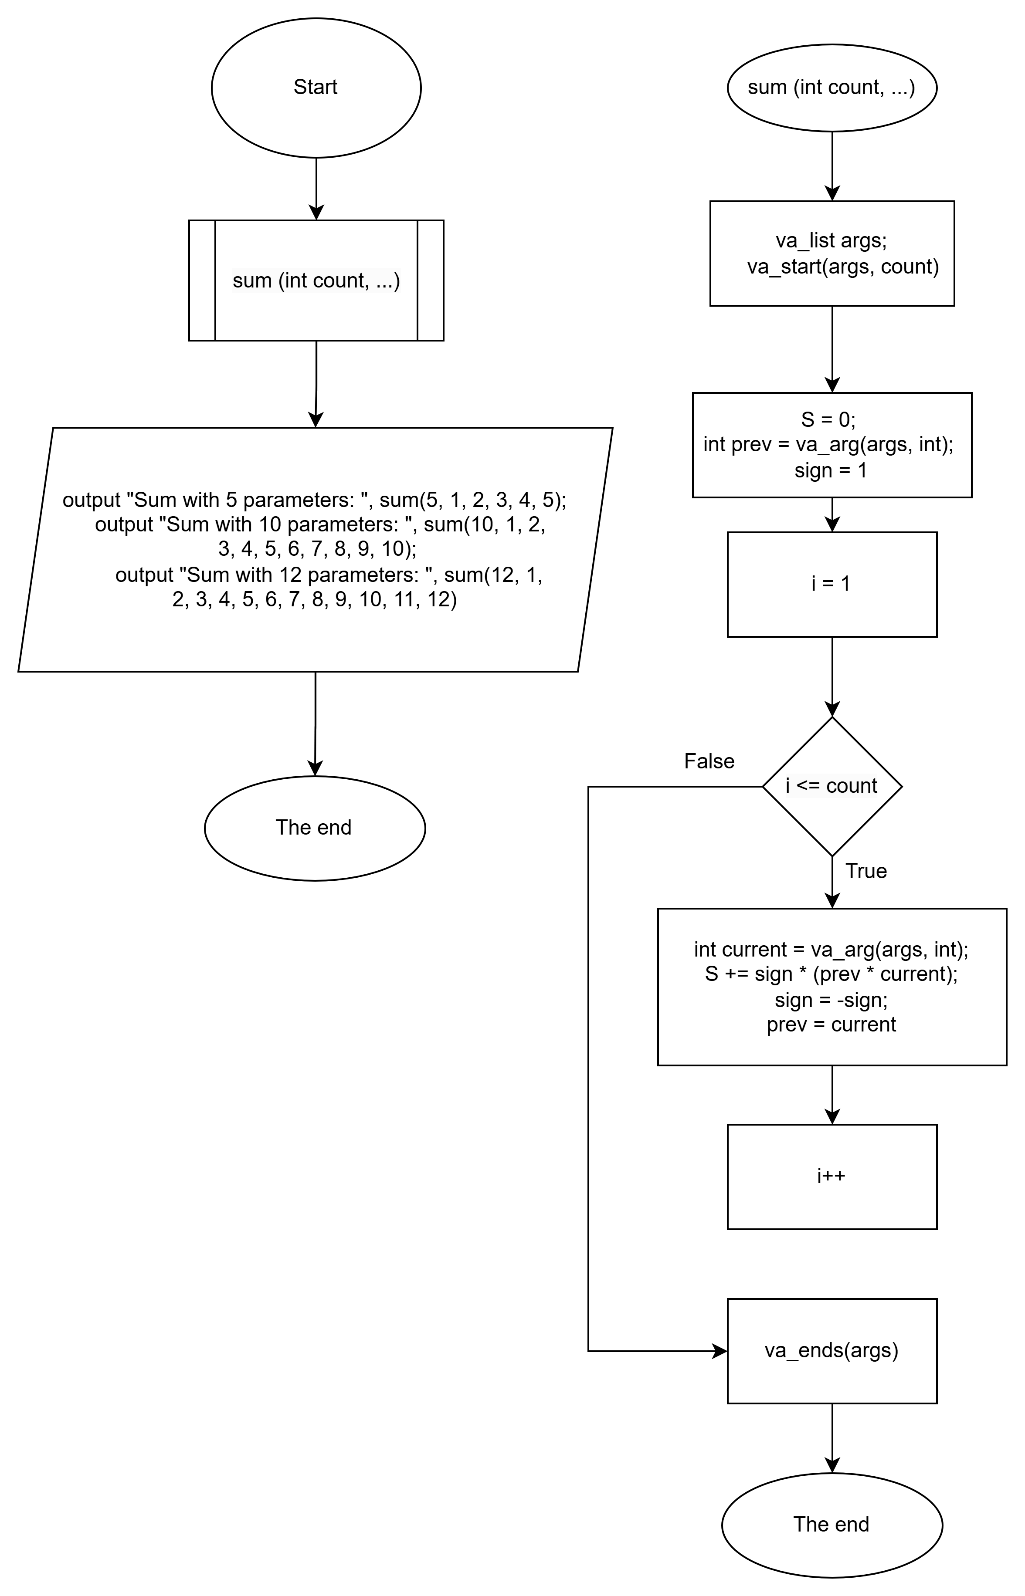 Start
sum (int count, ...)
output "Sum with 5 parameters: ", sum(5, 1, 2, 3, 4, 5);
output "Sum with 10 parameters: ", sum(10, 1, 2,
3, 4, 5, 6, 7, 8, 9, 10);
output "Sum with 12 parameters: ", sum(12, 1,
2, 3, 4, 5, 6, 7, 8, 9, 10, 11, 12)
The end
sum (int count, ...)
va_list args;
va_start(args, count)
S = 0;
int prev = va_arg(args, int);
sign = 1
i = 1
i <= count
False
True
int current = va_arg(args, int);
S += sign * (prev * current);
sign = -sign;
prev = current
i++
va_ends(args)
The end